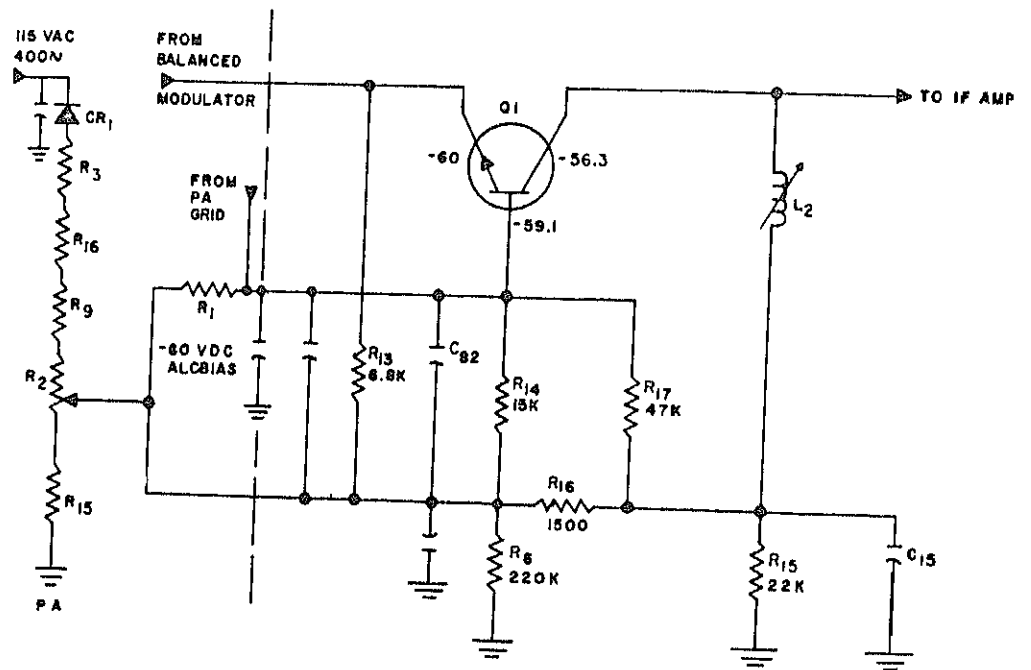 115 VAC
400∿
CR1
R3
R16
R9
R2
R15
PA
FROM
BALANCED
MODULATOR
FROM
PA
GRID
R1
-60 VDC
ALCBIAS
Q1
-60
-56.3
-59.1
TO IF AMP
L2
R13
6.8K
C82
R14
15K
R17
47K
R16
1500
R6
220K
R15
22K
C15